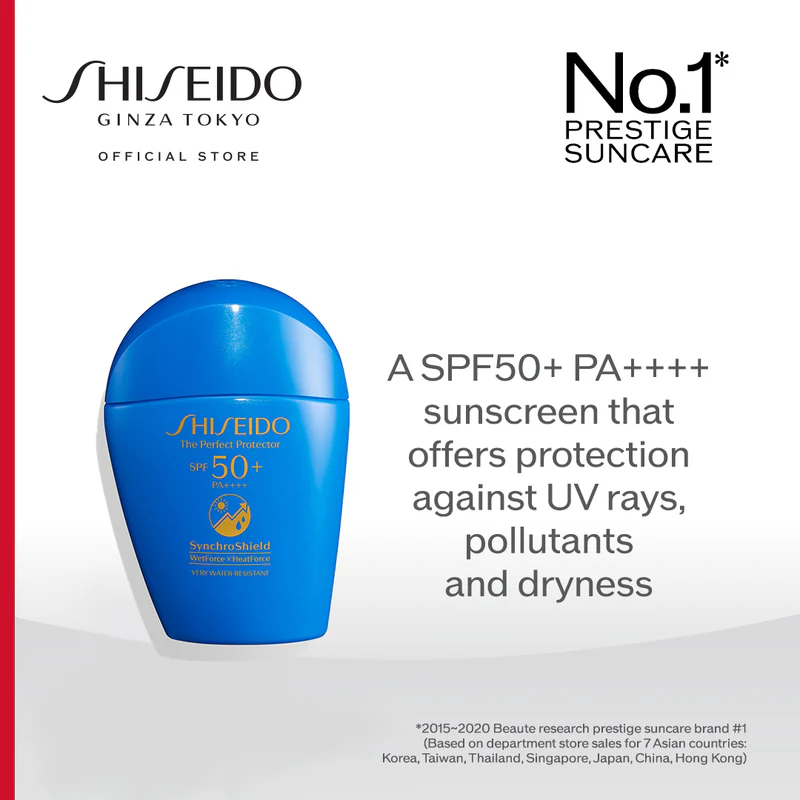 SHISEIDO
GINZA TOKYO
OFFICIAL STORE
No.1*
PRESTIGE
SUNCARE
SHISEIDO
The Perfect Protector
SPF 50+
PA++++
SynchroShield
WetForce×HeatForce
VERY WATER-RESISTANT
A SPF50+ PA++++
sunscreen that
offers protection
against UV rays,
pollutants
and dryness
*2015~2020 Beaute research prestige suncare brand #1
(Based on department store sales for 7 Asian countries:
Korea, Taiwan, Thailand, Singapore, Japan, China, Hong Kong)